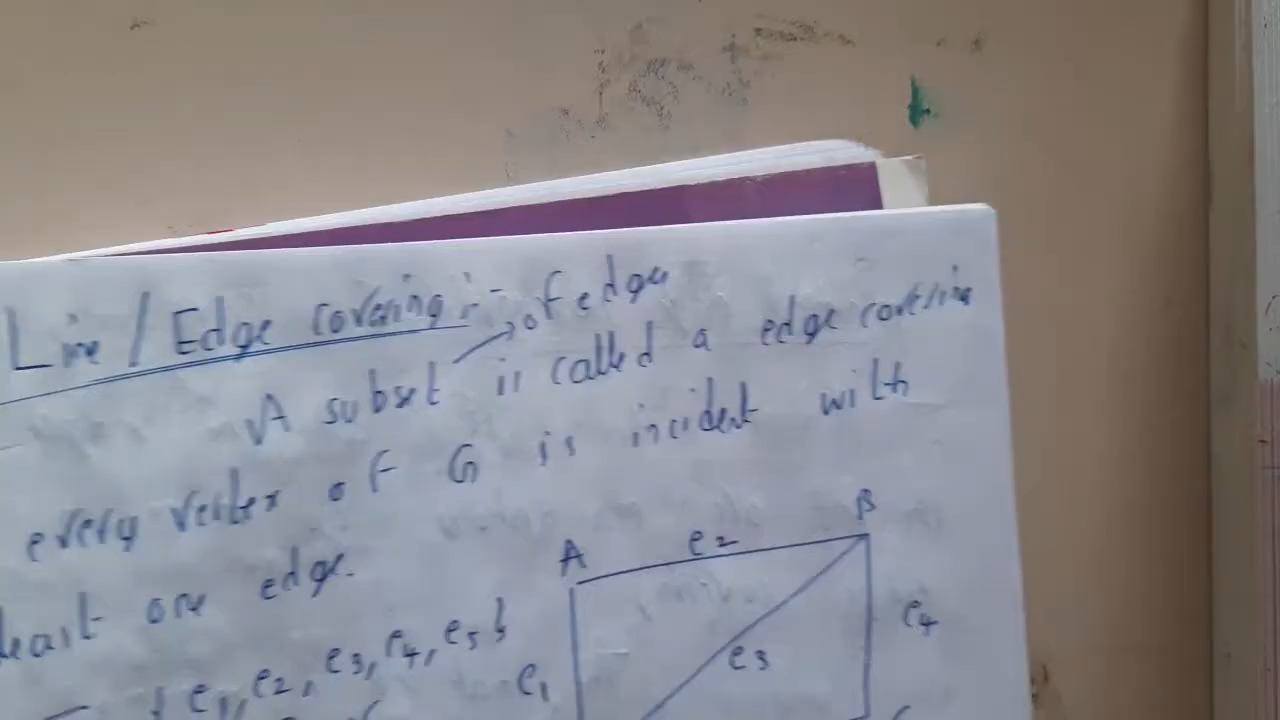 Line / Edge covering :- of edge
A subset is called a edge covering
every vertex of G is incident with
least one edge.
A
e2
B
e4
{ e1, e2, e3, e4, e5 }
e1
e3
C